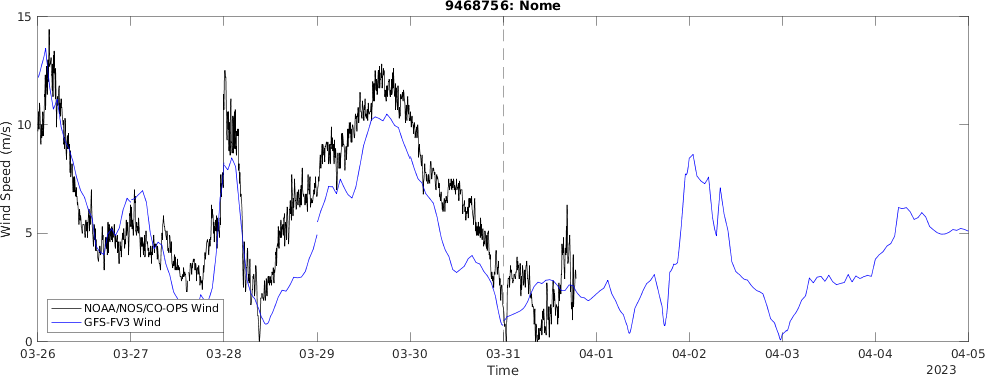 9468756: Nome
15
10
5
0
Wind Speed (m/s)
NOAA/NOS/CO-OPS Wind
GFS-FV3 Wind
03-26 03-27 03-28 03-29 03-30 03-31 04-01 04-02 04-03 04-04 04-05
Time
2023